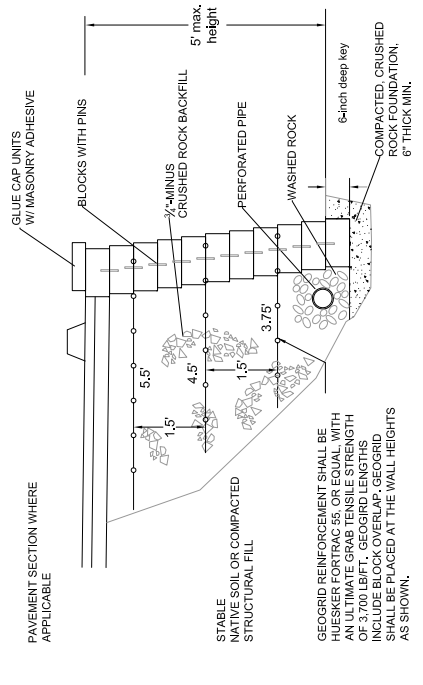 GLUE CAP UNITS
W/ MASONRY ADHESIVE
BLOCKS WITH PINS
¾"-MINUS
CRUSHED ROCK BACKFILL
PERFORATED PIPE
WASHED ROCK
5' max.
height
6-inch deep key
COMPACTED, CRUSHED
ROCK FOUNDATION,
6" THICK MIN.
PAVEMENT SECTION WHERE
APPLICABLE
5.5'
1.5'
4.5'
1.5'
3.75'
STABLE
NATIVE SOIL OR COMPACTED
STRUCTURAL FILL
GEOGRID REINFORCEMENT SHALL BE
HUESKER FORTRAC 55, OR EQUAL, WITH
AN ULTIMATE GRAB TENSILE STRENGTH
OF 3,700 LB/FT. GEOGIRD LENGTHS
INCLUDE BLOCK OVERLAP. GEOGRID
SHALL BE PLACED AT THE WALL HEIGHTS
AS SHOWN.